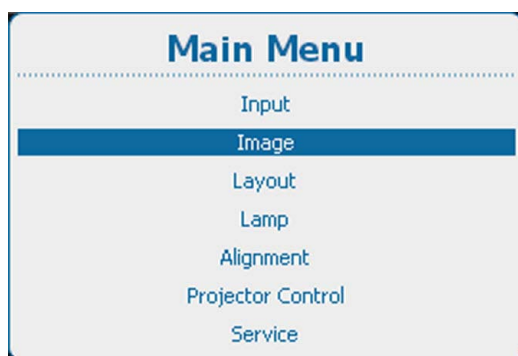 Main Menu
Input
Image
Layout
Lamp
Alignment
Projector Control
Service